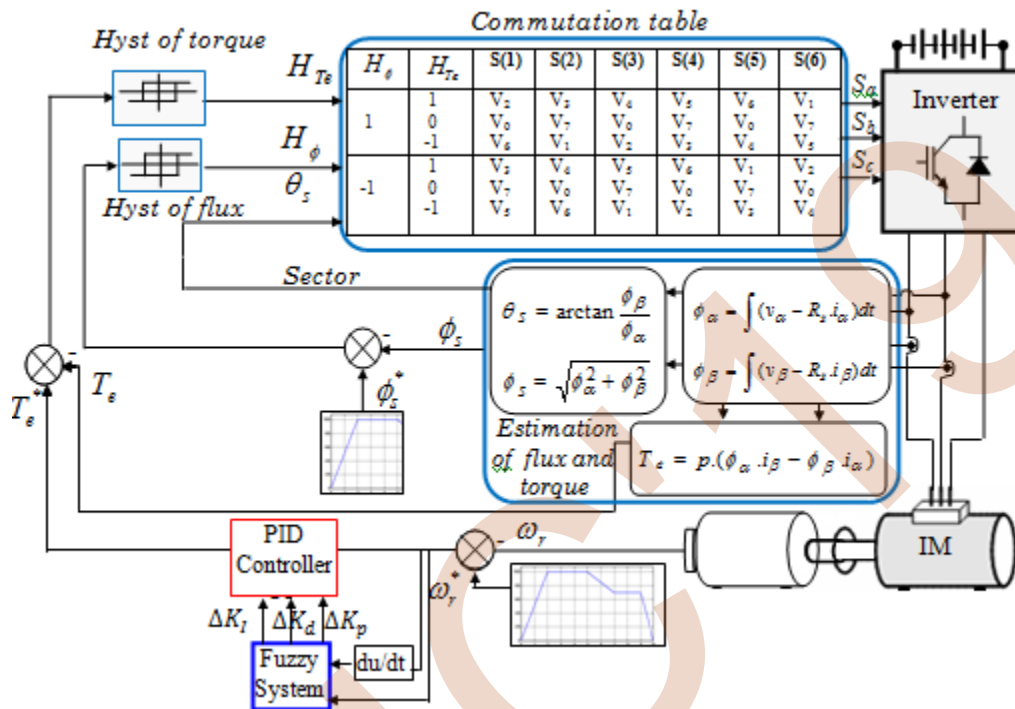 Commutation table
Hyst of torque
H_Te
H_ϕ H_Te S(1) S(2) S(3) S(4) S(5) S(6)
1 V₂ V₃ V₄ V₅ V₆ V₁
1 0 V₀ V₇ V₀ V₇ V₀ V₇
-1 V₆ V₁ V₂ V₃ V₄ V₅
1 V₃ V₄ V₅ V₆ V₁ V₂
-1 0 V₇ V₀ V₇ V₀ V₇ V₀
-1 V₅ V₆ V₁ V₂ V₃ V₄
S_a
S_b
S_c
Inverter
H_ϕ
θ_s
Hyst of flux
Sector
θ_s = arctan ϕ_β / ϕ_α
ϕ_s = √(ϕ_α² + ϕ_β²)
ϕ_α = ∫(v_α − R_s.i_α)dt
ϕ_β = ∫(v_β − R_s.i_β)dt
ϕ_s
-
ϕ_s*
-
T_e
T_e*
Estimation
of flux and
torque
T_e = p.(ϕ_α.i_β − ϕ_β.i_α)
PID
Controller
-
ω_r
ω_r*
IM
ΔK_I ΔK_d ΔK_p
du/dt
Fuzzy
System